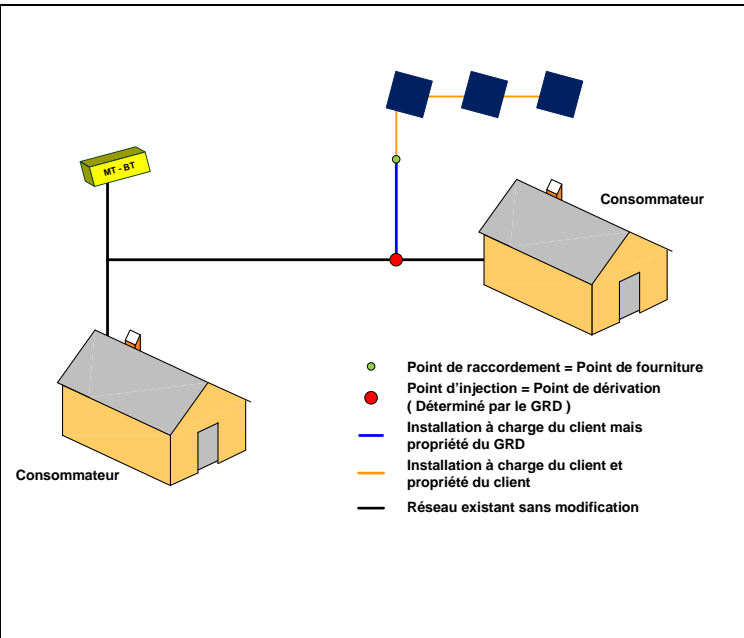 MT - BT
Consommateur
Point de raccordement = Point de fourniture
Point d'injection = Point de dérivation
( Déterminé par le GRD )
Installation à charge du client mais
propriété du GRD
Installation à charge du client et
propriété du client
Réseau existant sans modification
Consommateur